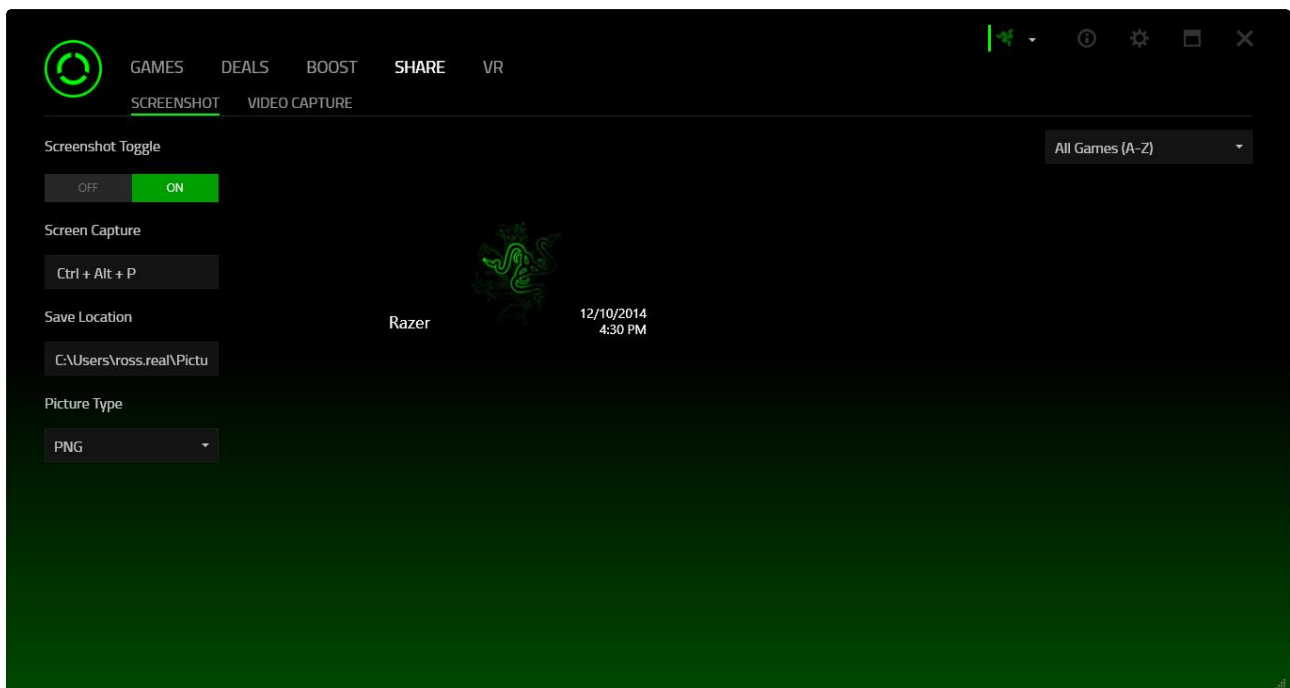 GAMES DEALS BOOST SHARE VR
SCREENSHOT VIDEO CAPTURE
Screenshot Toggle
All Games (A-Z)
OFF ON
Screen Capture
Ctrl + Alt + P
Save Location
Razer
12/10/2014
4:30 PM
C:\Users\ross.real\Pictu
Picture Type
PNG